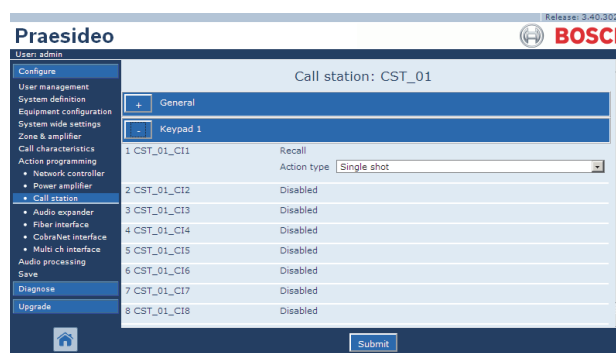 Release: 3.40.302
Praesideo
BOSC
User: admin
Configure
User management
System definition
Equipment configuration
System wide settings
Zone & amplifier
Call characteristics
Action programming
• Network controller
• Power amplifier
• Call station
• Audio expander
• Fiber interface
• CobraNet interface
• Multi ch interface
Audio processing
Save
Diagnose
Upgrade
Call station: CST_01
+ General
- Keypad 1
1 CST_01_CI1 Recall
Action type Single shot
2 CST_01_CI2 Disabled
3 CST_01_CI3 Disabled
4 CST_01_CI4 Disabled
5 CST_01_CI5 Disabled
6 CST_01_CI6 Disabled
7 CST_01_CI7 Disabled
8 CST_01_CI8 Disabled
Submit